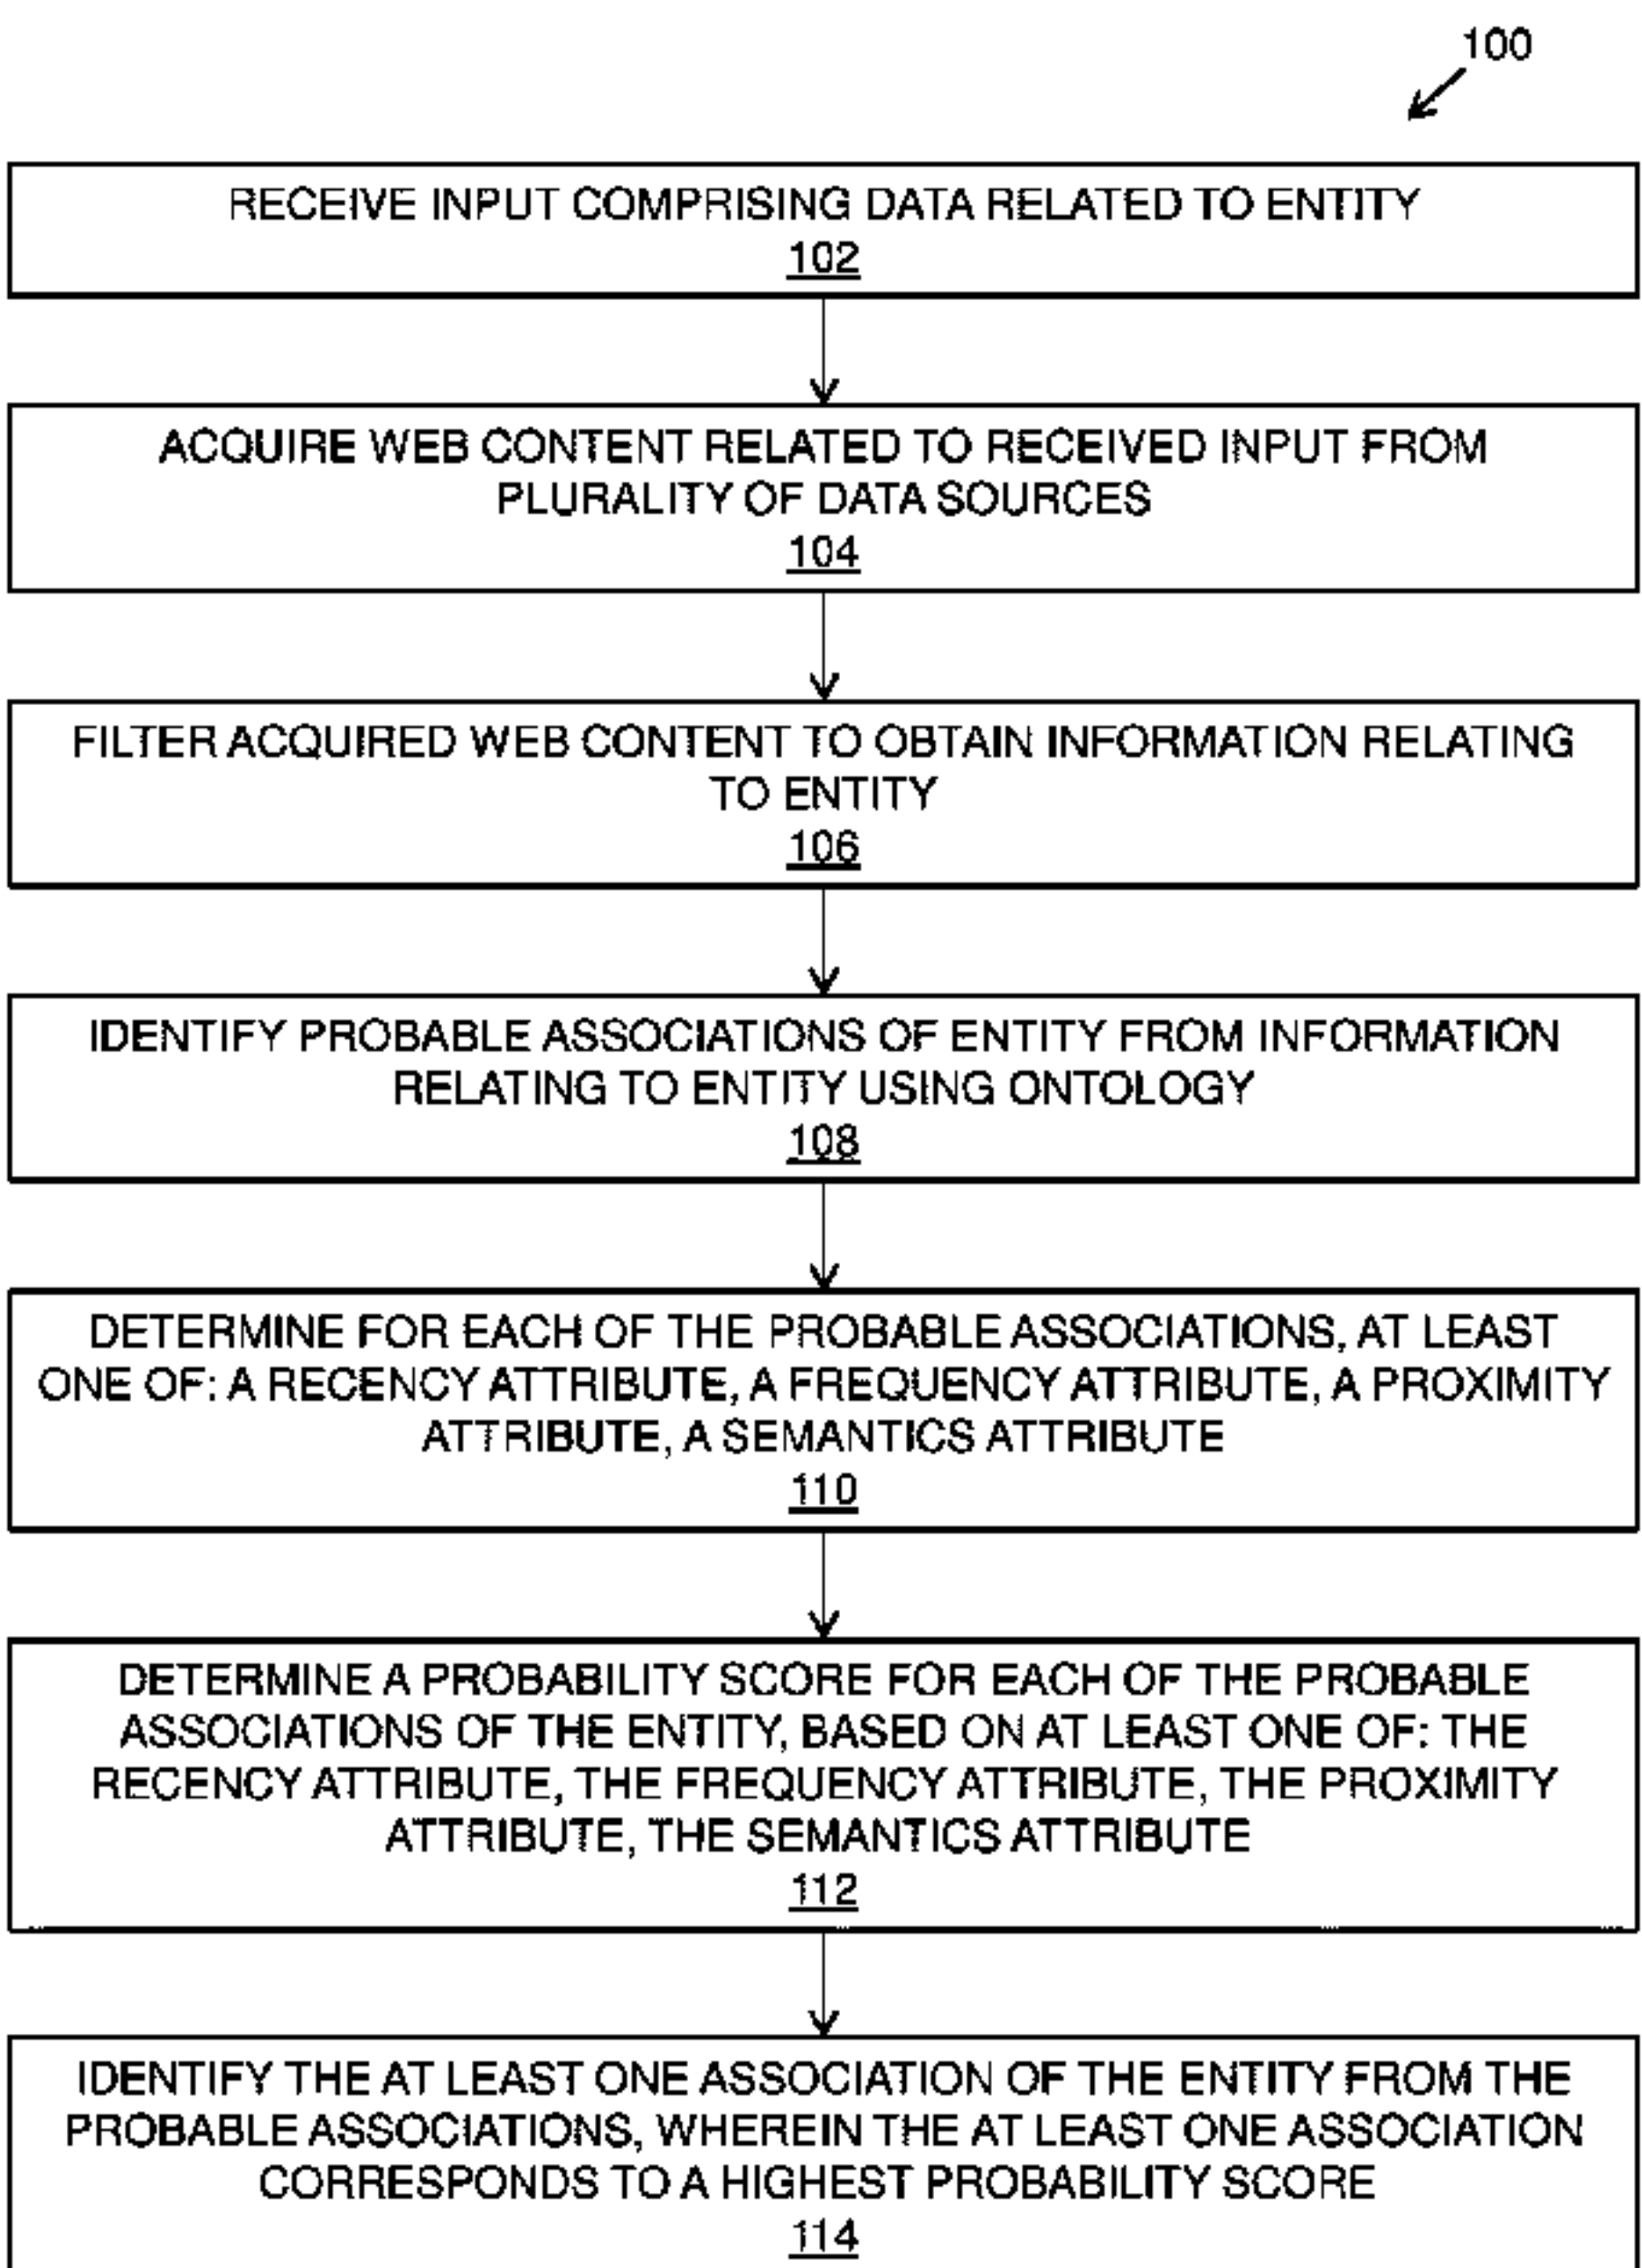 100
RECEIVE INPUT COMPRISING DATA RELATED TO ENTITY
102
ACQUIRE WEB CONTENT RELATED TO RECEIVED INPUT FROM
PLURALITY OF DATA SOURCES
104
FILTER ACQUIRED WEB CONTENT TO OBTAIN INFORMATION RELATING
TO ENTITY
106
IDENTIFY PROBABLE ASSOCIATIONS OF ENTITY FROM INFORMATION
RELATING TO ENTITY USING ONTOLOGY
108
DETERMINE FOR EACH OF THE PROBABLE ASSOCIATIONS, AT LEAST
ONE OF: A RECENCY ATTRIBUTE, A FREQUENCY ATTRIBUTE, A PROXIMITY
ATTRIBUTE, A SEMANTICS ATTRIBUTE
110
DETERMINE A PROBABILITY SCORE FOR EACH OF THE PROBABLE
ASSOCIATIONS OF THE ENTITY, BASED ON AT LEAST ONE OF: THE
RECENCY ATTRIBUTE, THE FREQUENCY ATTRIBUTE, THE PROXIMITY
ATTRIBUTE, THE SEMANTICS ATTRIBUTE
112
IDENTIFY THE AT LEAST ONE ASSOCIATION OF THE ENTITY FROM THE
PROBABLE ASSOCIATIONS, WHEREIN THE AT LEAST ONE ASSOCIATION
CORRESPONDS TO A HIGHEST PROBABILITY SCORE
114